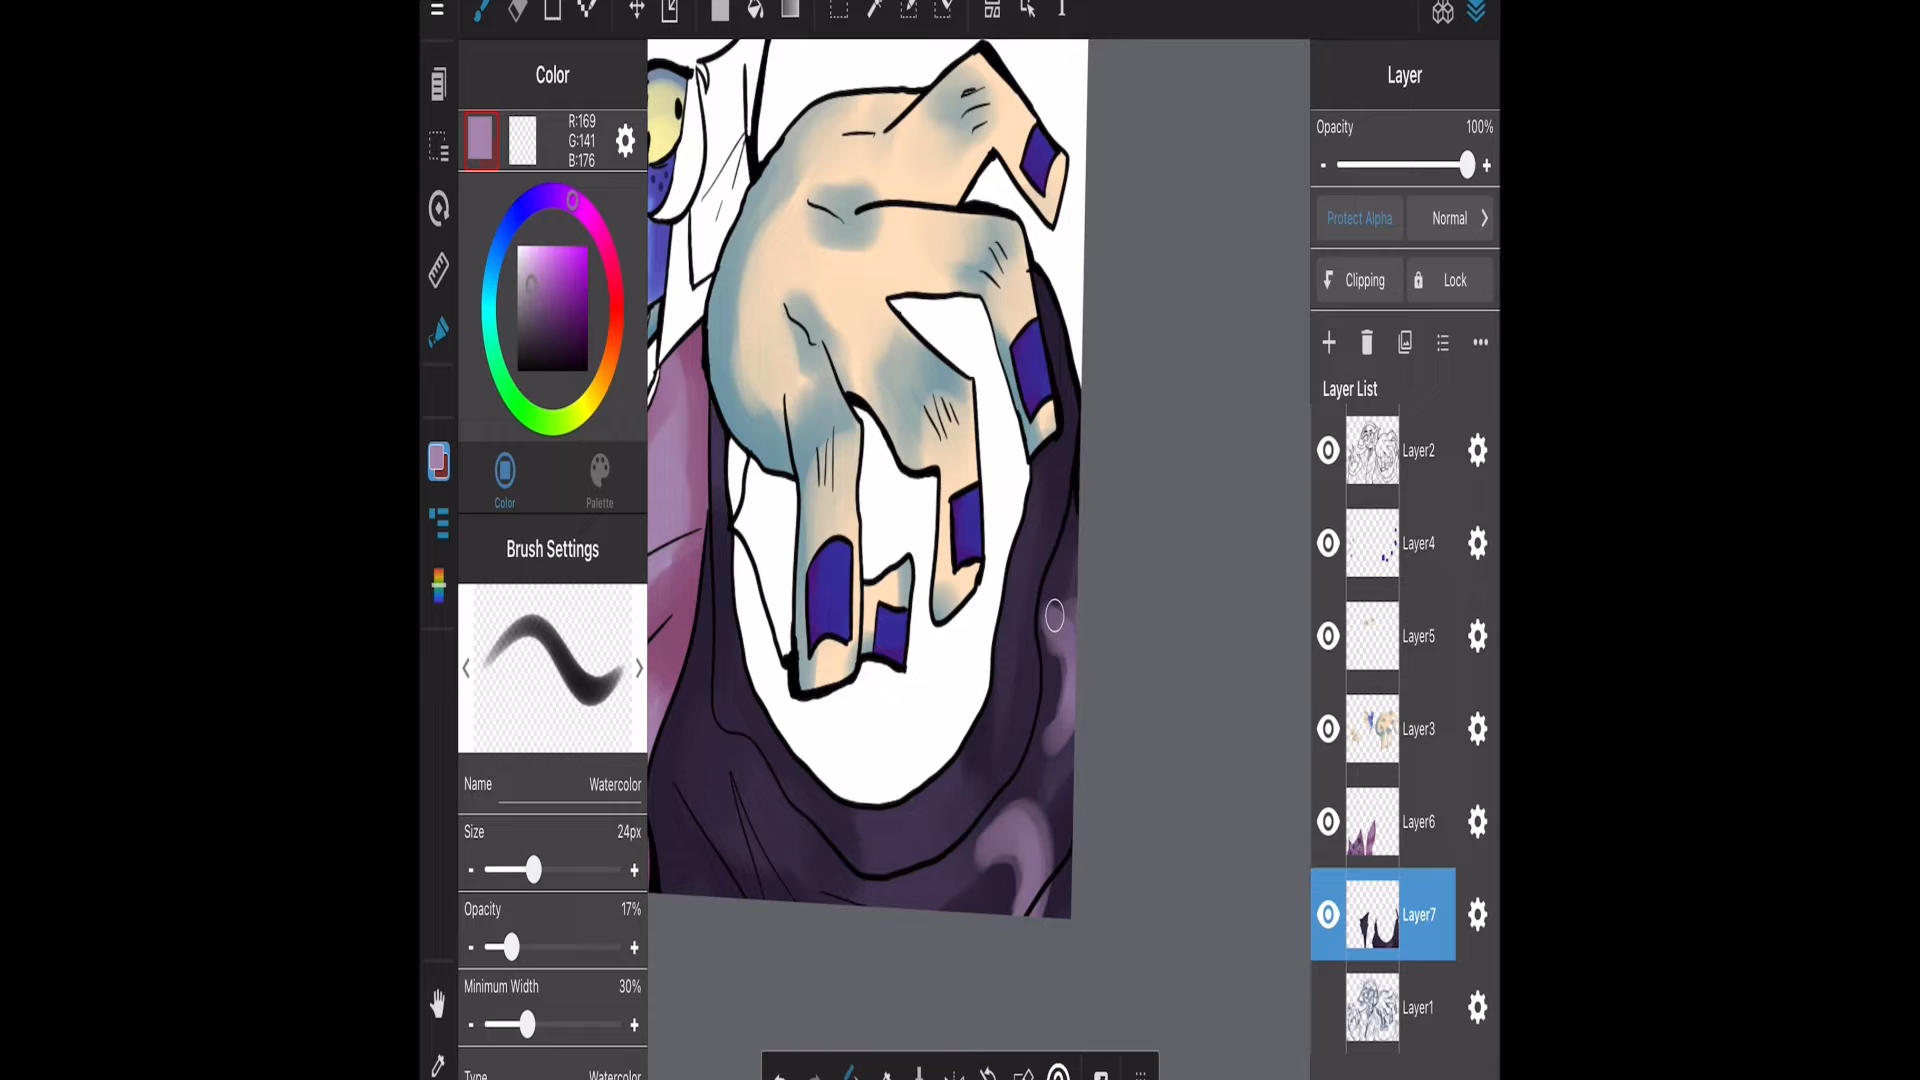 Color
R:169
G:141
B:176
Color
Palette
Brush Settings
Name
Watercolor
Size
24px
-
+
Opacity
17%
-
+
Minimum Width
30%
-
+
Type
Watercolor
Layer
Opacity
100%
-
+
Protect Alpha
Normal
Clipping
Lock
Layer List
Layer2
Layer4
Layer5
Layer3
Layer6
Layer7
Layer1